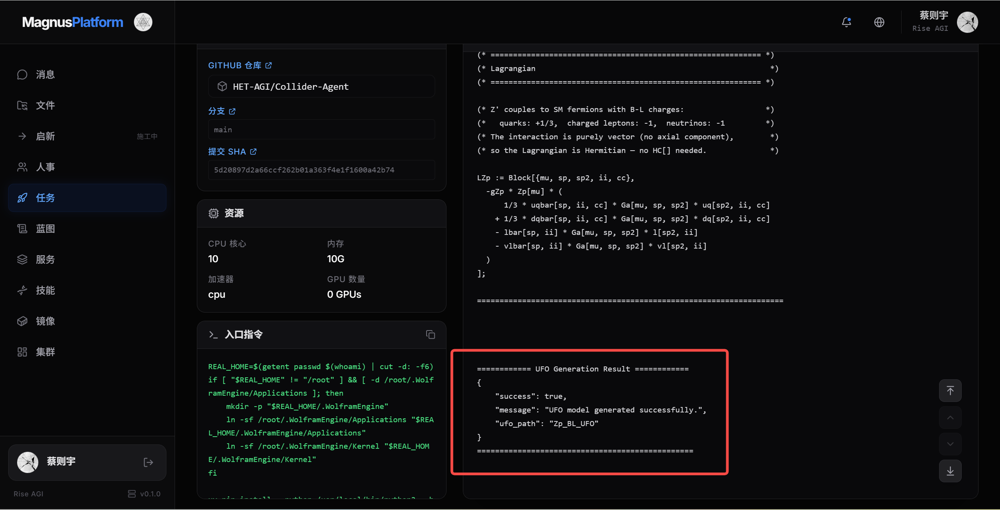 MagnusPlatform
蔡则宇
Rise AGI
消息
文件
启新 施工中
人事
任务
蓝图
服务
技能
镜像
集群
蔡则宇
Rise AGI v0.1.0
GITHUB 仓库
HET-AGI/Collider-Agent
分支
main
提交 SHA
5d20897d2a66ccf262b01a363f4e1f1600a42b74
资源
CPU 核心 内存
10 10G
加速器 GPU 数量
cpu 0 GPUs
入口指令
REAL_HOME=$(getent passwd $(whoami) | cut -d: -f6)
if [ "$REAL_HOME" != "/root" ] && [ -d /root/.Wolf
ramEngine/Applications ]; then
    mkdir -p "$REAL_HOME/.WolframEngine"
    ln -sf /root/.WolframEngine/Applications "$REA
L_HOME/.WolframEngine/Applications"
    ln -sf /root/.WolframEngine/Kernel "$REAL_HOM
E/.WolframEngine/Kernel"
fi
(* ============================================================ *)
(* Lagrangian                                                    *)
(* ============================================================ *)
(* Z' couples to SM fermions with B-L charges:                  *)
(*   quarks: +1/3,  charged leptons: -1,  neutrinos: -1         *)
(* The interaction is purely vector (no axial component),        *)
(* so the Lagrangian is Hermitian — no HC[] needed.              *)
LZp := Block[{mu, sp, sp2, ii, cc},
  -gZp * Zp[mu] * (
      1/3 * uqbar[sp, ii, cc] * Ga[mu, sp, sp2] * uq[sp2, ii, cc]
    + 1/3 * dqbar[sp, ii, cc] * Ga[mu, sp, sp2] * dq[sp2, ii, cc]
    - lbar[sp, ii] * Ga[mu, sp, sp2] * l[sp2, ii]
    - vlbar[sp, ii] * Ga[mu, sp, sp2] * vl[sp2, ii]
  )
];
====================================================================
============ UFO Generation Result ============
{
    "success": true,
    "message": "UFO model generated successfully.",
    "ufo_path": "Zp_BL_UFO"
}
================================================